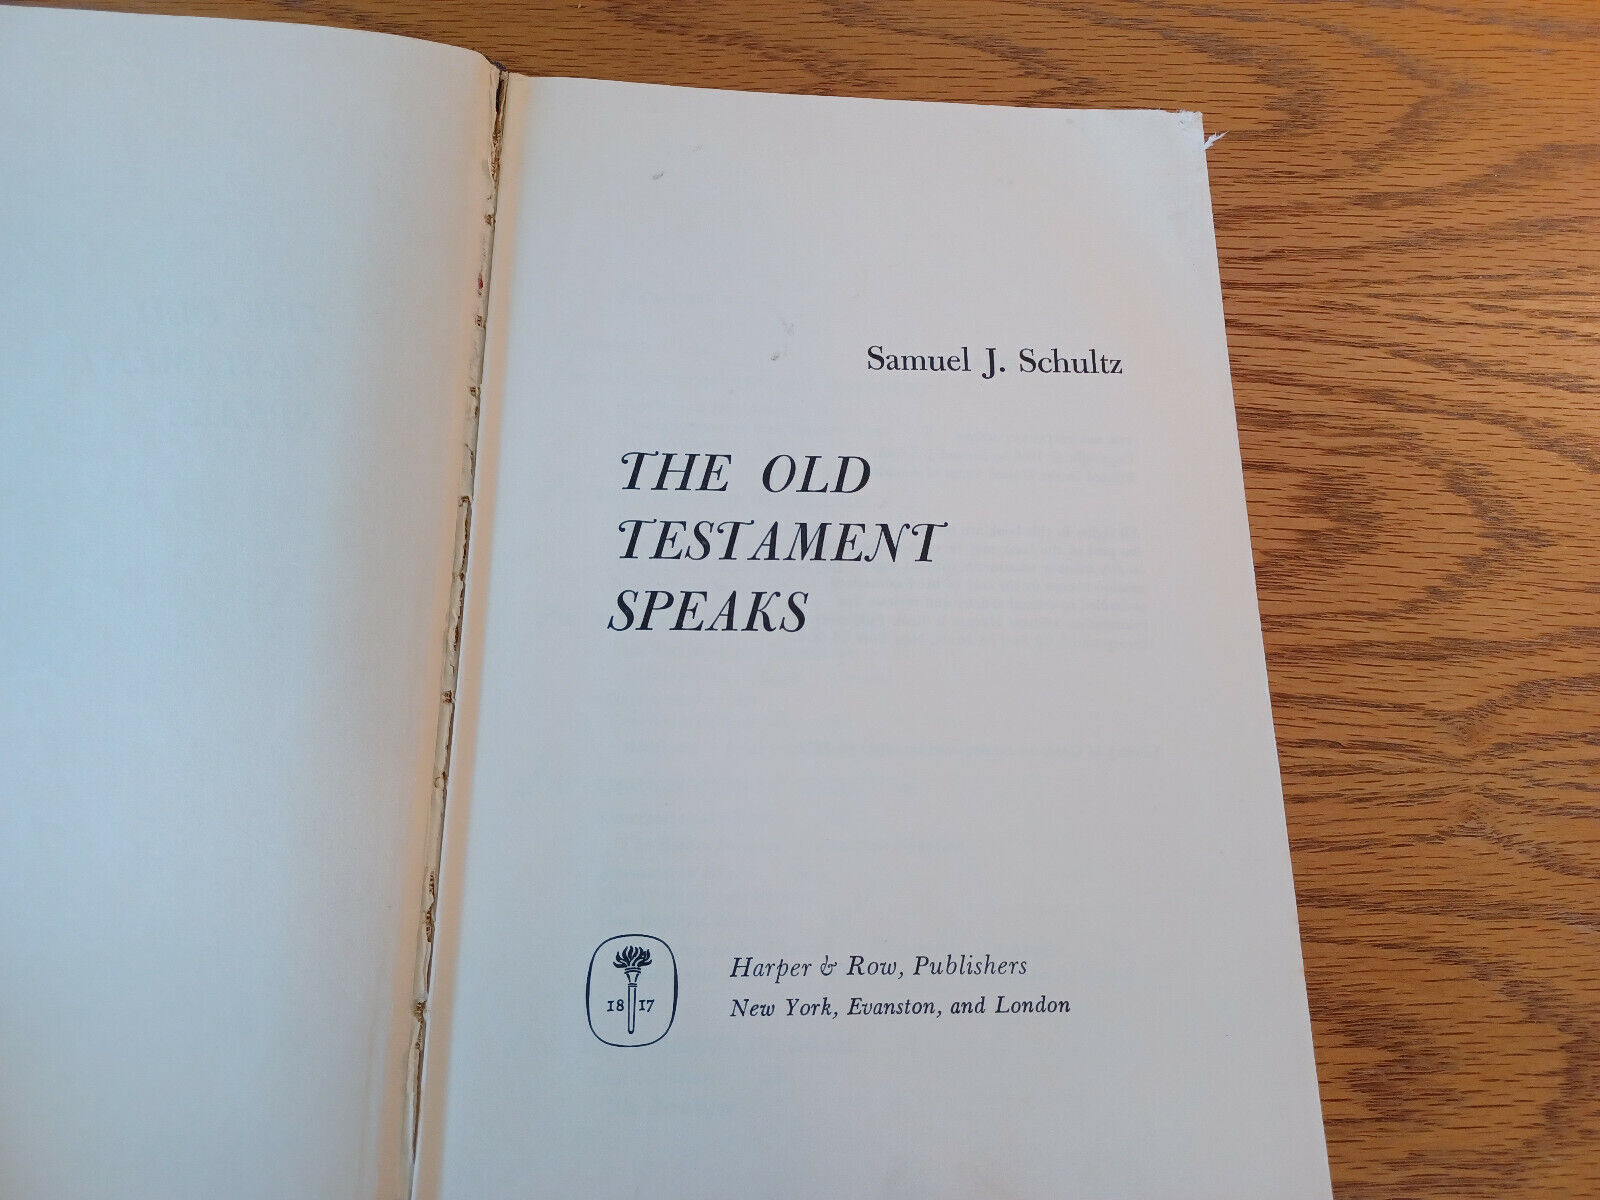 Samuel J. Schultz
THE OLD
TESTAMENT
SPEAKS
18 17
Harper & Row, Publishers
New York, Evanston, and London